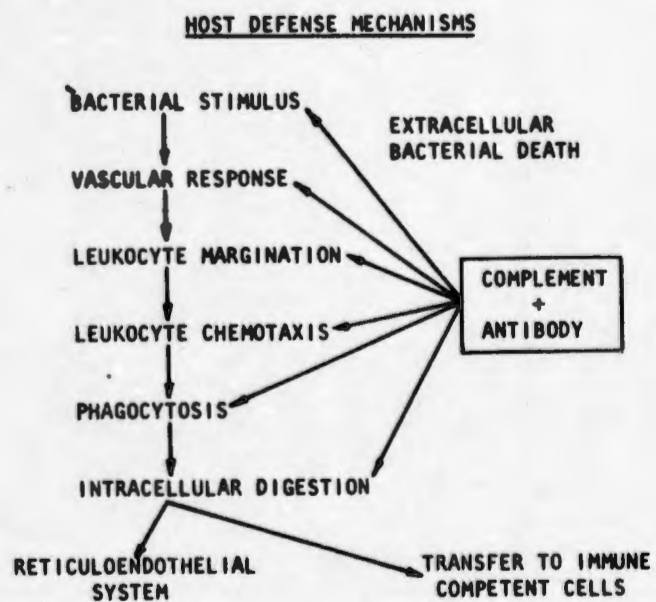 HOST DEFENSE MECHANISMS
BACTERIAL STIMULUS
EXTRACELLULAR
BACTERIAL DEATH
VASCULAR RESPONSE
LEUKOCYTE MARGINATION
COMPLEMENT
+
ANTIBODY
LEUKOCYTE CHEMOTAXIS
PHAGOCYTOSIS
INTRACELLULAR DIGESTION
RETICULOENDOTHELIAL
SYSTEM
TRANSFER TO IMMUNE
COMPETENT CELLS